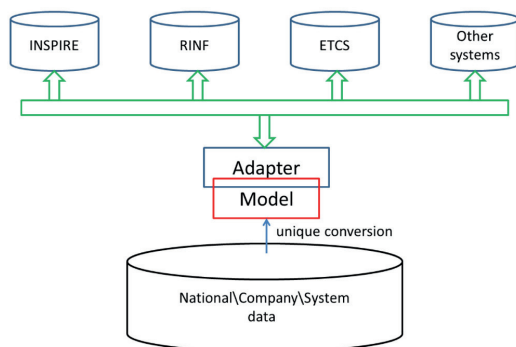 INSPIRE
RINF
ETCS
Other
systems
Adapter
Model
unique conversion
National\Company\System
data